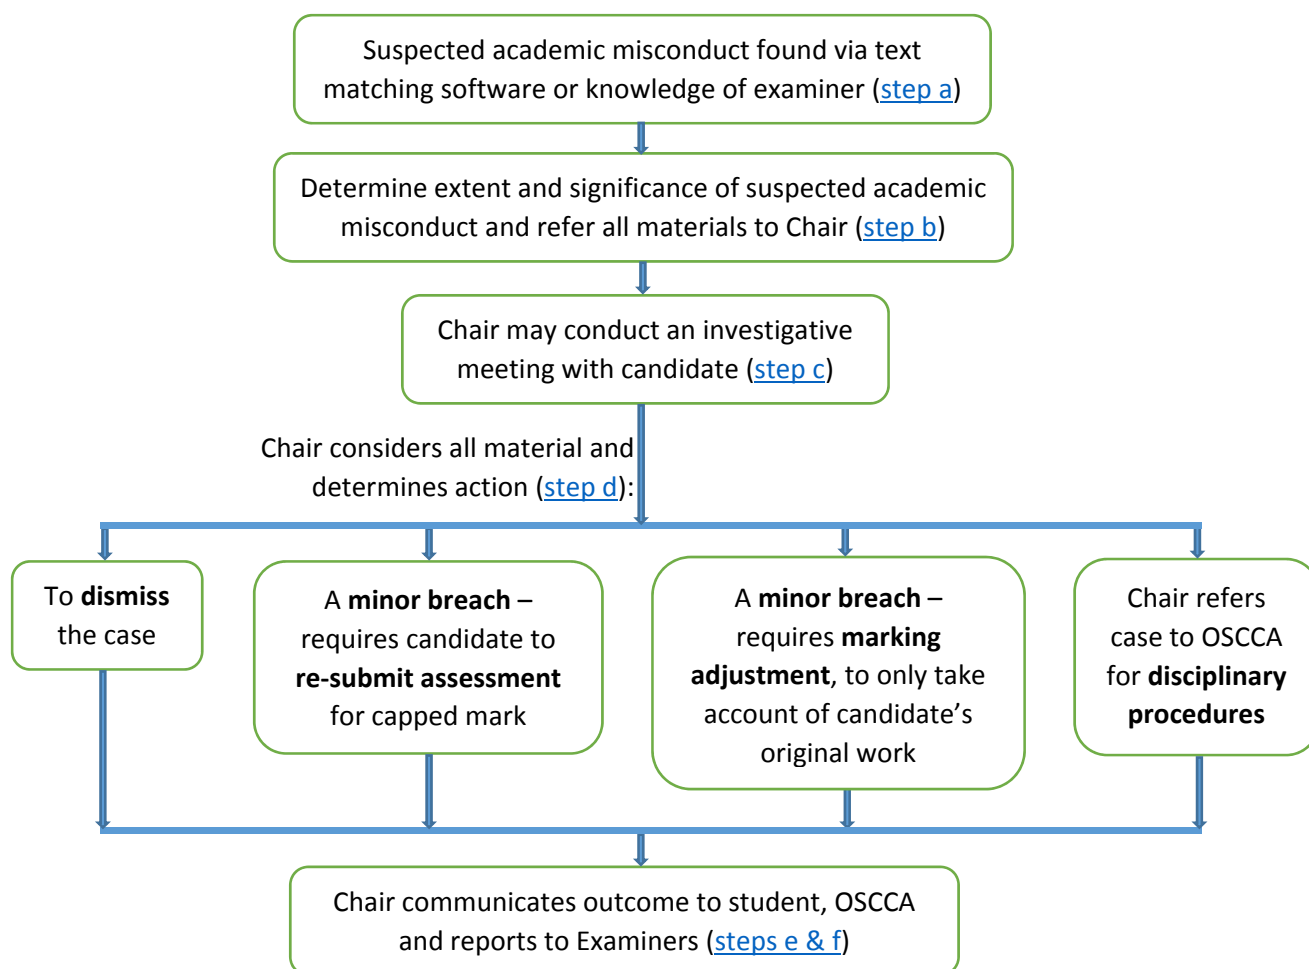 Suspected academic misconduct found via text
matching software or knowledge of examiner (step a)
Determine extent and significance of suspected academic
misconduct and refer all materials to Chair (step b)
Chair may conduct an investigative
meeting with candidate (step c)
Chair considers all material and
determines action (step d):
To dismiss
the case
A minor breach –
requires candidate to
re-submit assessment
for capped mark
A minor breach –
requires marking
adjustment, to only take
account of candidate’s
original work
Chair refers
case to OSCCA
for disciplinary
procedures
Chair communicates outcome to student, OSCCA
and reports to Examiners (steps e & f)